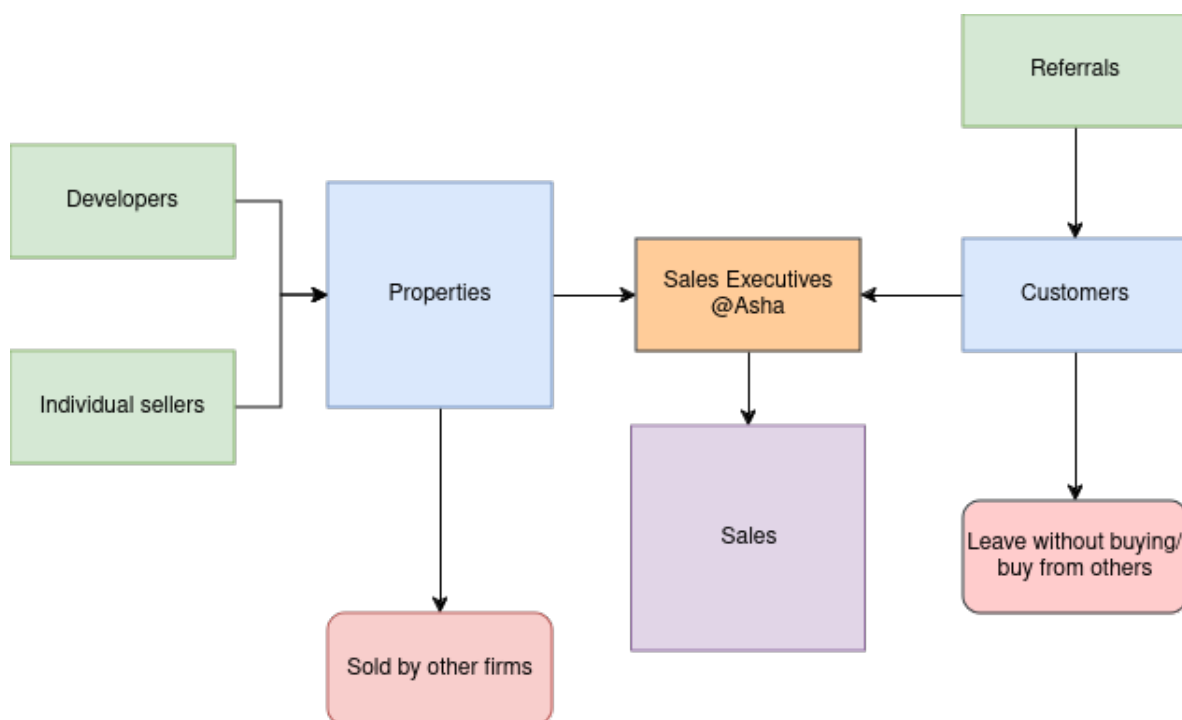 Referrals
Developers
Properties
Sales Executives
@Asha
Customers
Individual sellers
Sales
Leave without buying/
buy from others
Sold by other firms